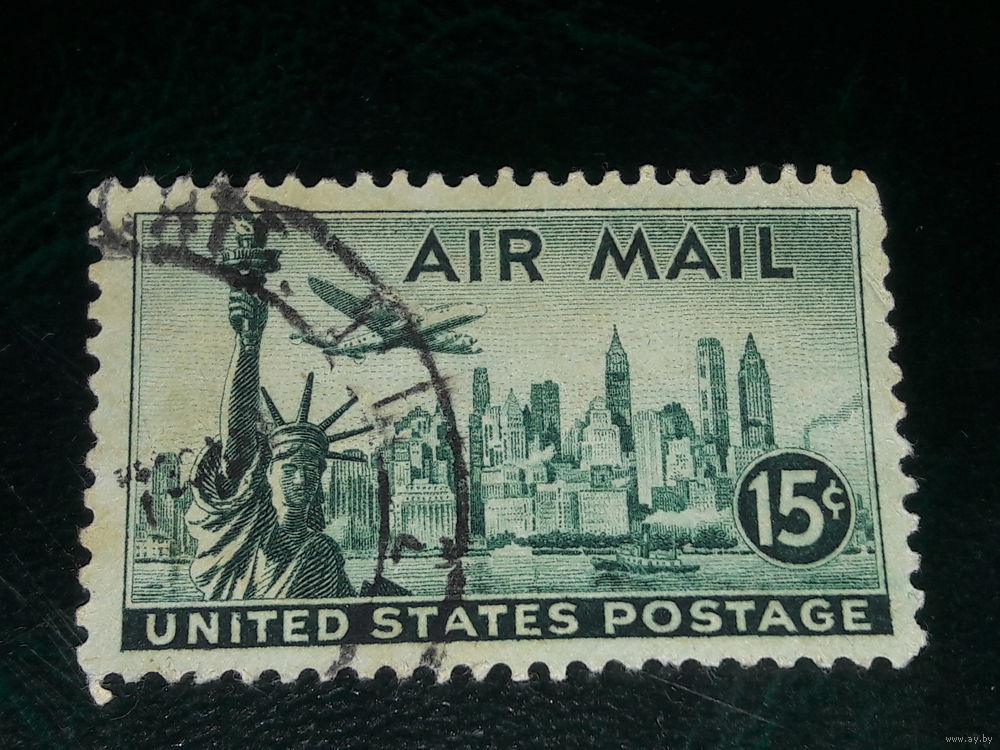 AIR MAIL
15¢
UNITED STATES POSTAGE
www.ay.by